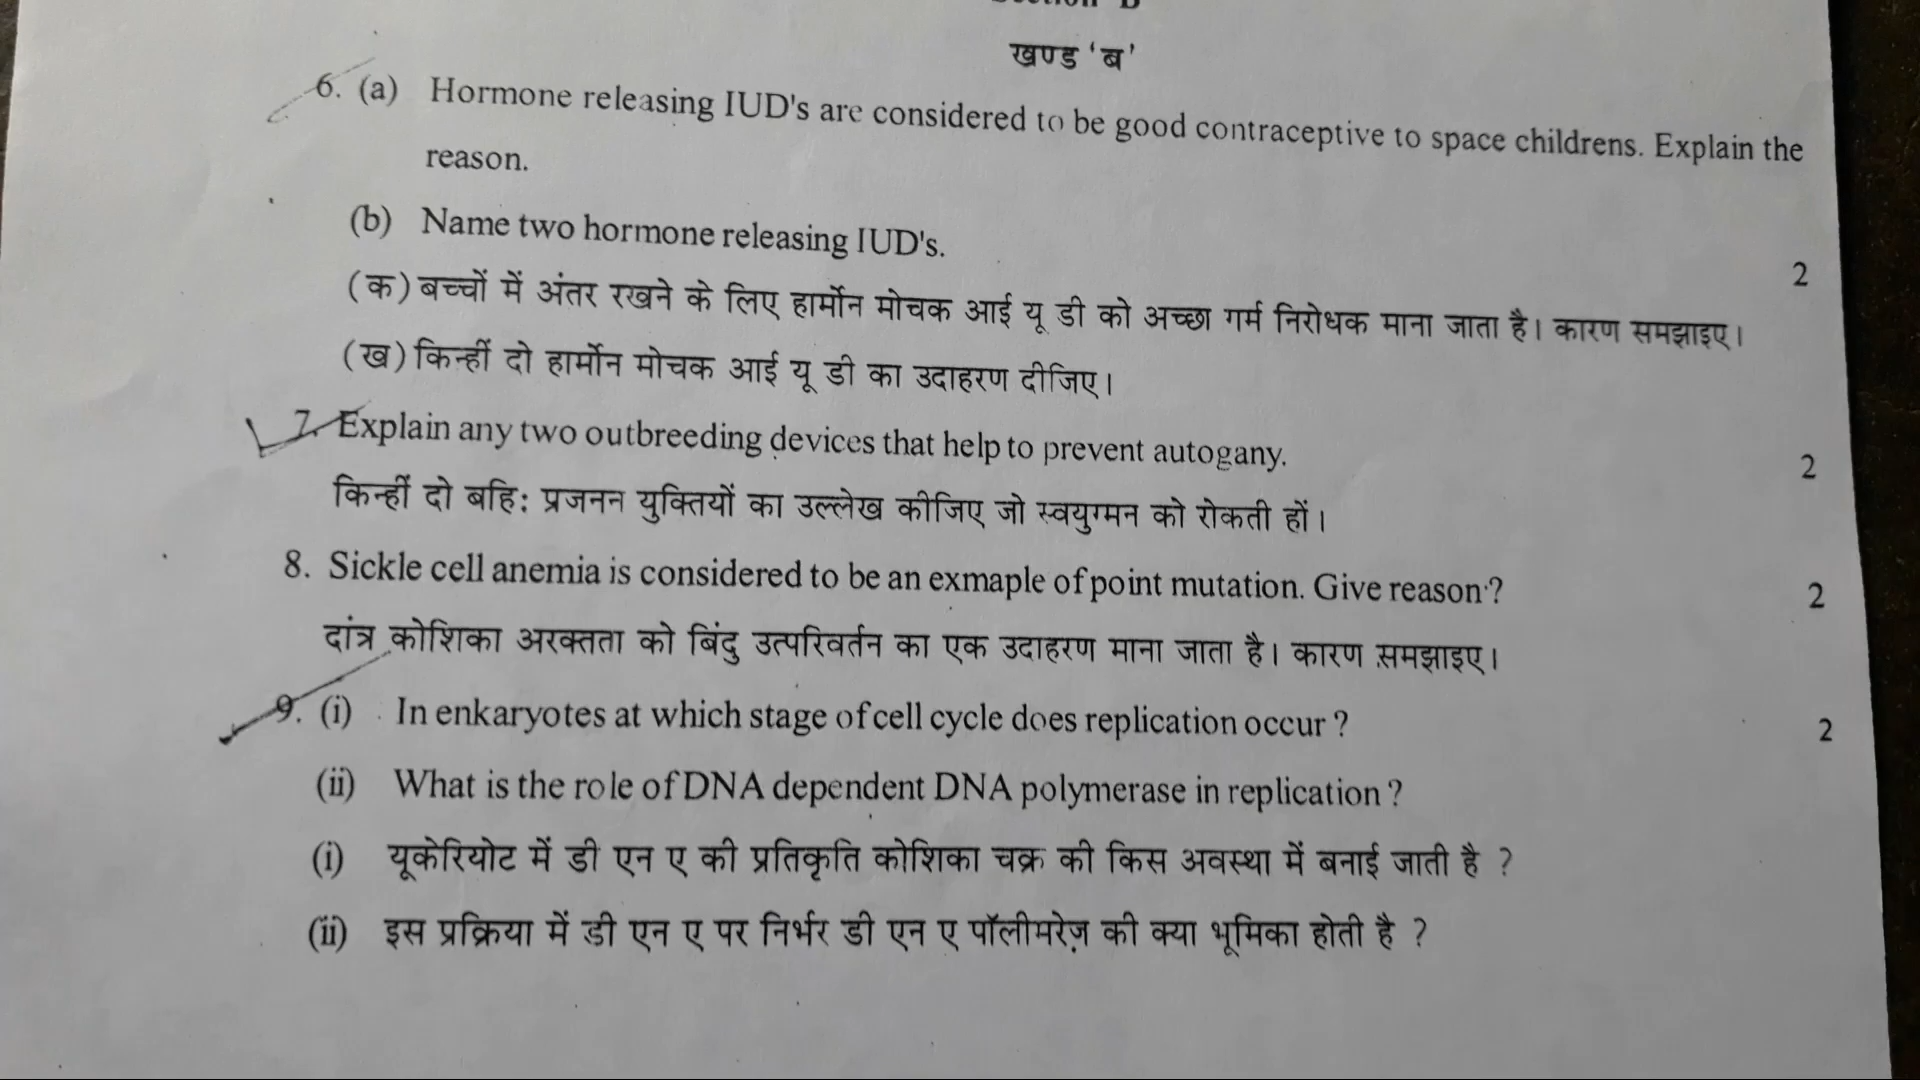 खण्ड 'ब'
6. (a) Hormone releasing IUD's are considered to be good contraceptive to space childrens. Explain the
reason.
(b) Name two hormone releasing IUD's.
2
(क) बच्चों में अंतर रखने के लिए हार्मोन मोचक आई यू डी को अच्छा गर्म निरोधक माना जाता है। कारण समझाइए।
(ख) किन्हीं दो हार्मोन मोचक आई यू डी का उदाहरण दीजिए।
7. Explain any two outbreeding devices that help to prevent autogany.
2
किन्हीं दो बहि: प्रजनन युक्तियों का उल्लेख कीजिए जो स्वयुग्मन को रोकती हों।
8. Sickle cell anemia is considered to be an exmaple of point mutation. Give reason ?
2
दांत्र कोशिका अरक्तता को बिंदु उत्परिवर्तन का एक उदाहरण माना जाता है। कारण समझाइए।
9. (i) In enkaryotes at which stage of cell cycle does replication occur ?
2
(ii) What is the role of DNA dependent DNA polymerase in replication ?
(i) यूकेरियोट में डी एन ए की प्रतिकृति कोशिका चक्र की किस अवस्था में बनाई जाती है ?
(ii) इस प्रक्रिया में डी एन ए पर निर्भर डी एन ए पॉलीमरेज़ की क्या भूमिका होती है ?